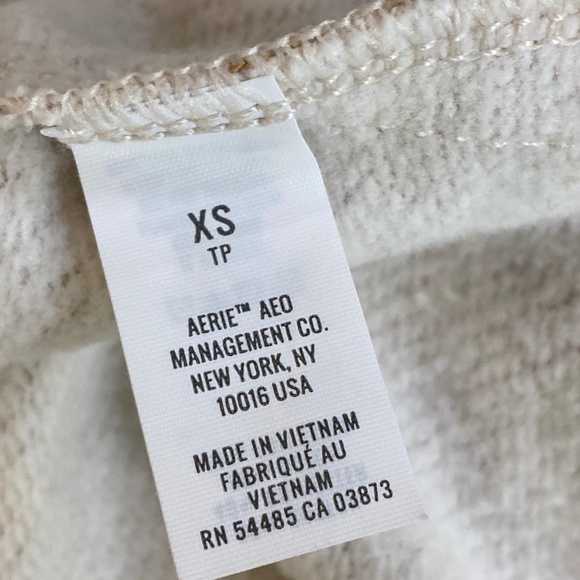 XS
TP
AERIE™ AEO
MANAGEMENT CO.
NEW YORK, NY
10016 USA
MADE IN VIETNAM
FABRIQUÉ AU
VIETNAM
RN 54485 CA 03873